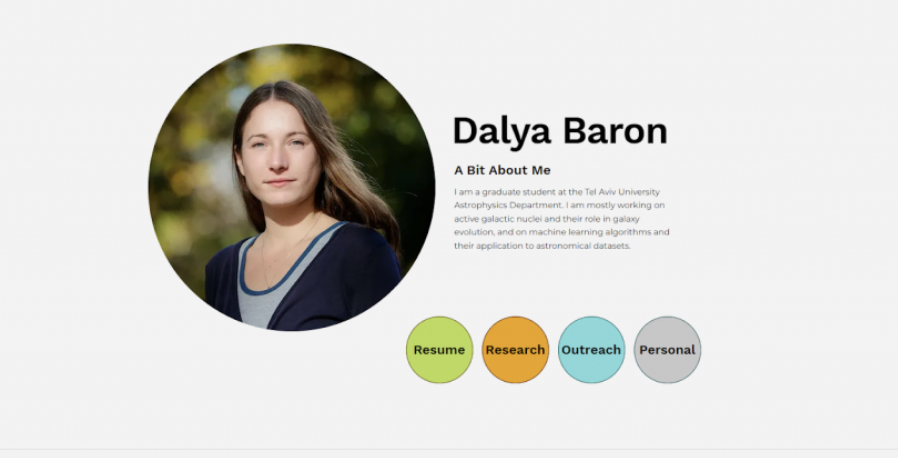 Dalya Baron
A Bit About Me
I am a graduate student at the Tel Aviv University
Astrophysics Department. I am mostly working on
active galactic nuclei and their role in galaxy
evolution, and on machine learning algorithms and
their application to astronomical datasets.
Resume Research Outreach Personal